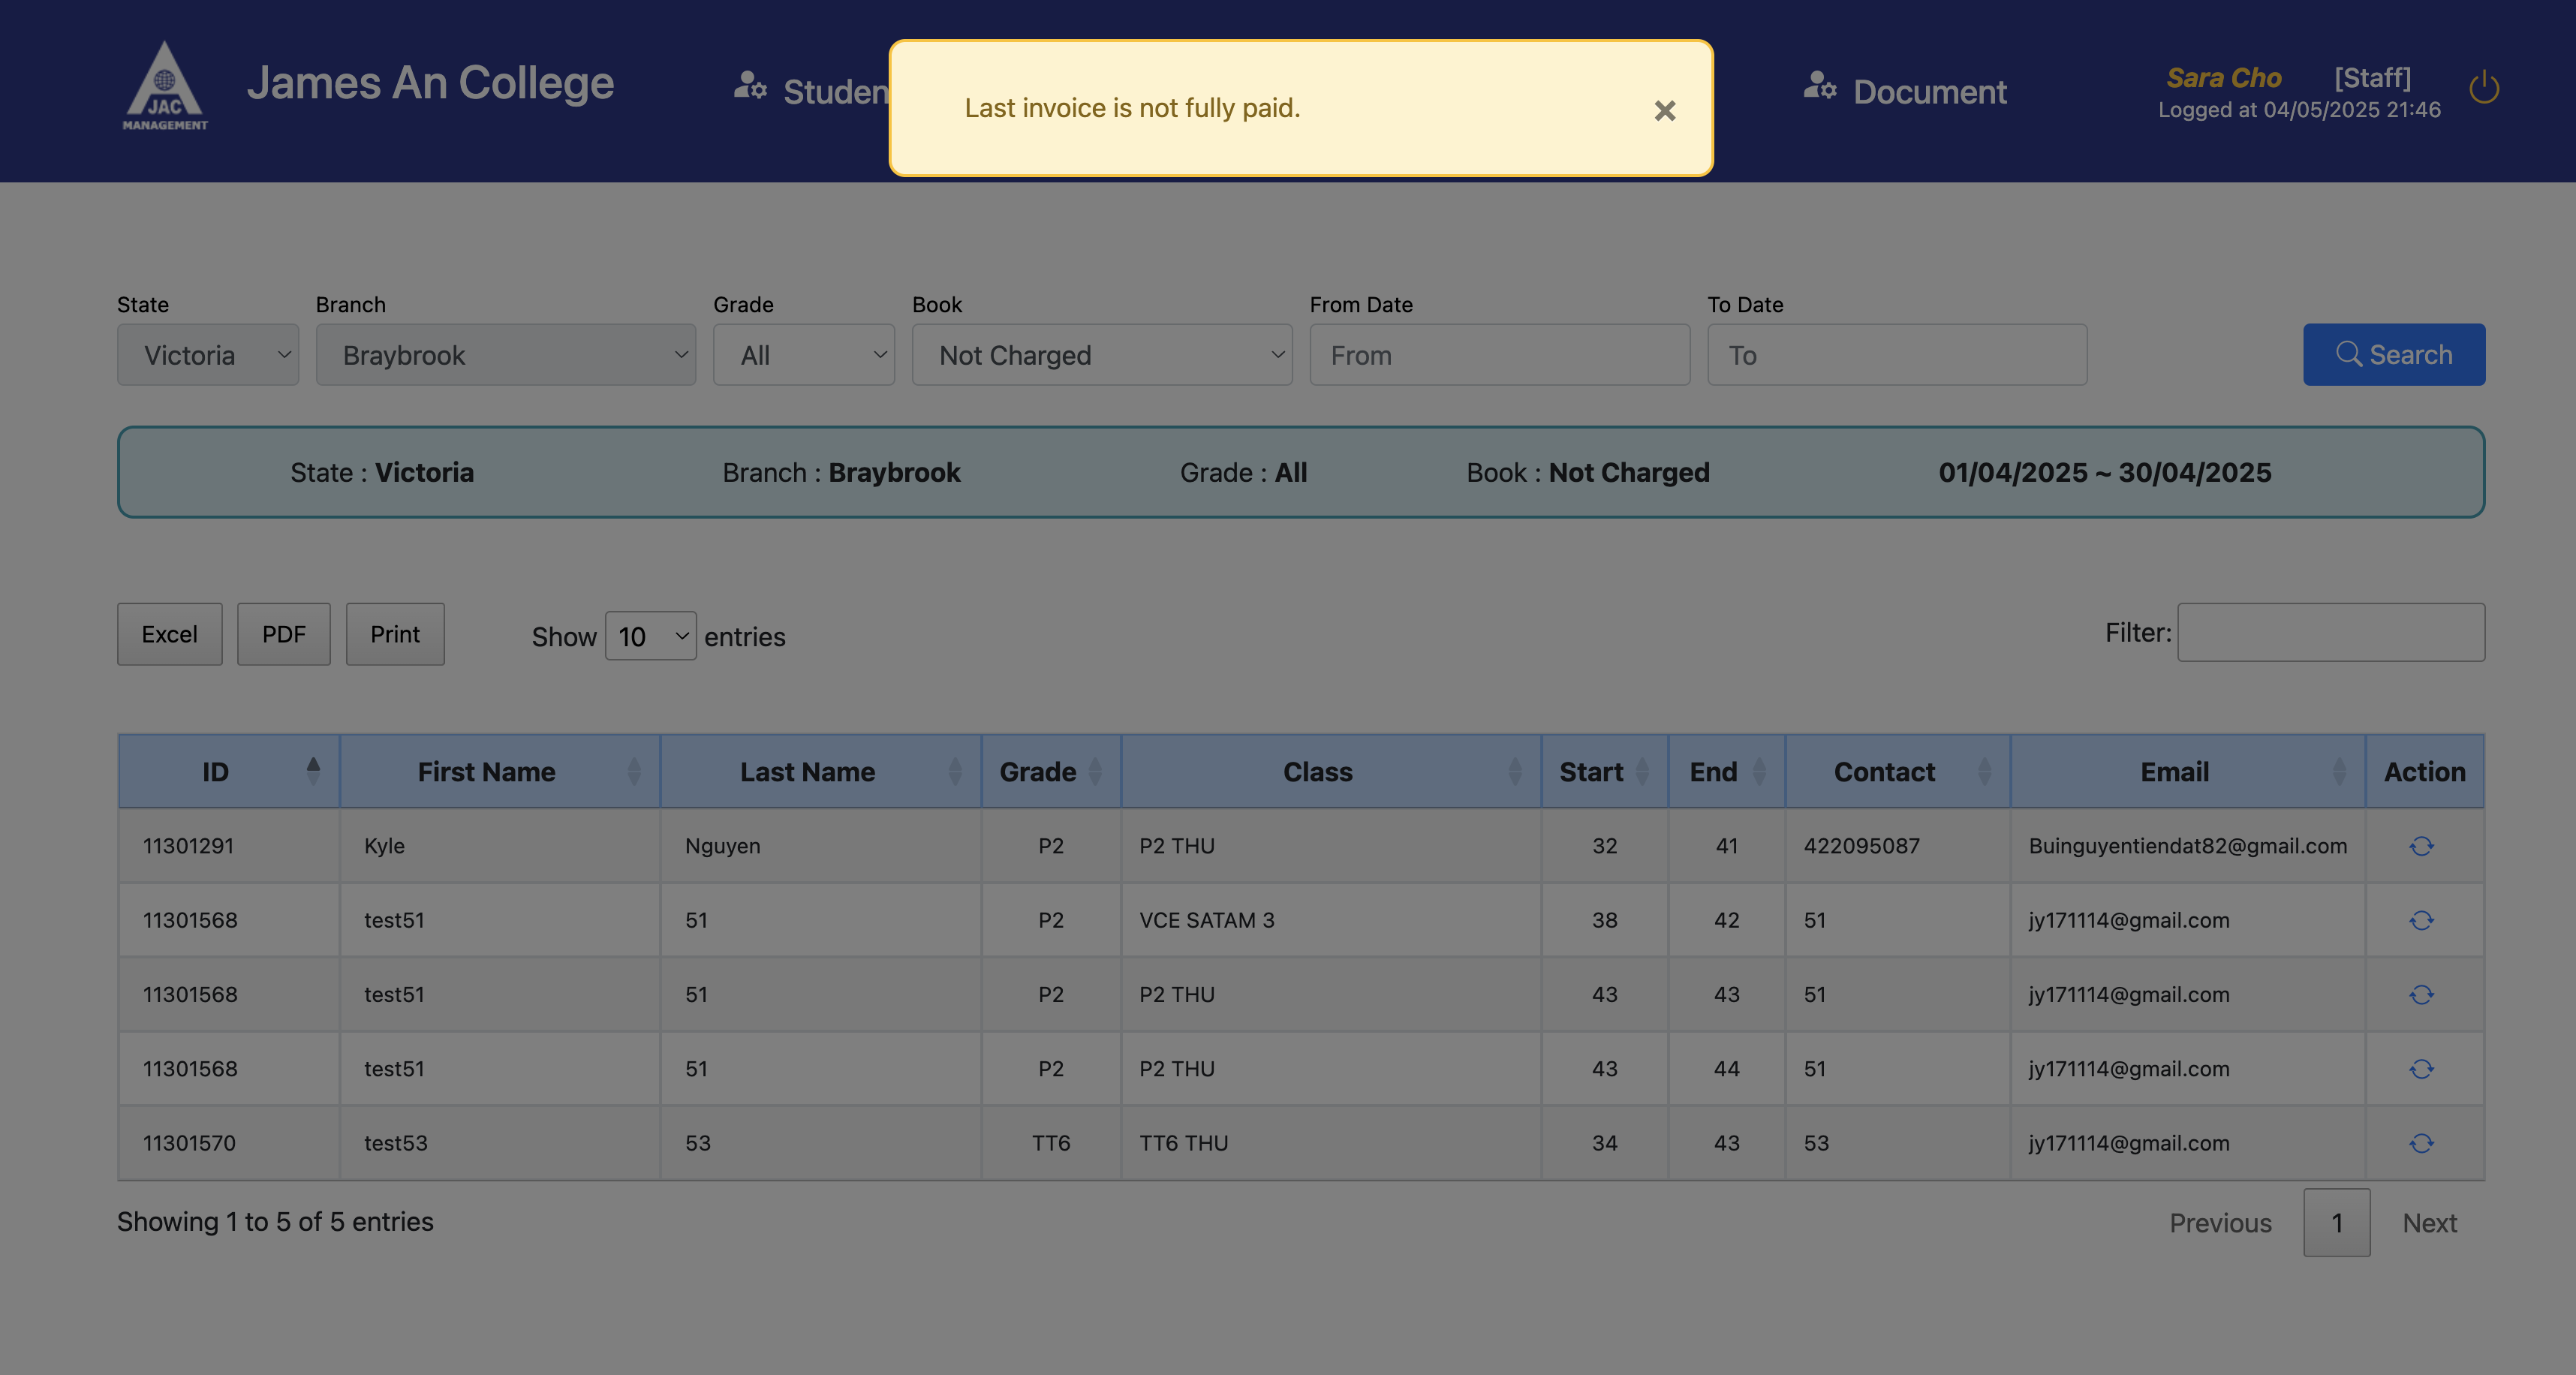 JAC
MANAGEMENT
James An College
Studen
Last invoice is not fully paid.
×
Document
Sara Cho [Staff]
Logged at 04/05/2025 21:46
State Branch Grade Book From Date To Date
Victoria Braybrook All Not Charged From To Search
State : Victoria Branch : Braybrook Grade : All Book : Not Charged 01/04/2025 ~ 30/04/2025
Excel PDF Print Show 10 entries Filter:
ID First Name Last Name Grade Class Start End Contact Email Action
11301291 Kyle Nguyen P2 P2 THU 32 41 422095087 Buinguyentiendat82@gmail.com
11301568 test51 51 P2 VCE SATAM 3 38 42 51 jy171114@gmail.com
11301568 test51 51 P2 P2 THU 43 43 51 jy171114@gmail.com
11301568 test51 51 P2 P2 THU 43 44 51 jy171114@gmail.com
11301570 test53 53 TT6 TT6 THU 34 43 53 jy171114@gmail.com
Showing 1 to 5 of 5 entries Previous 1 Next